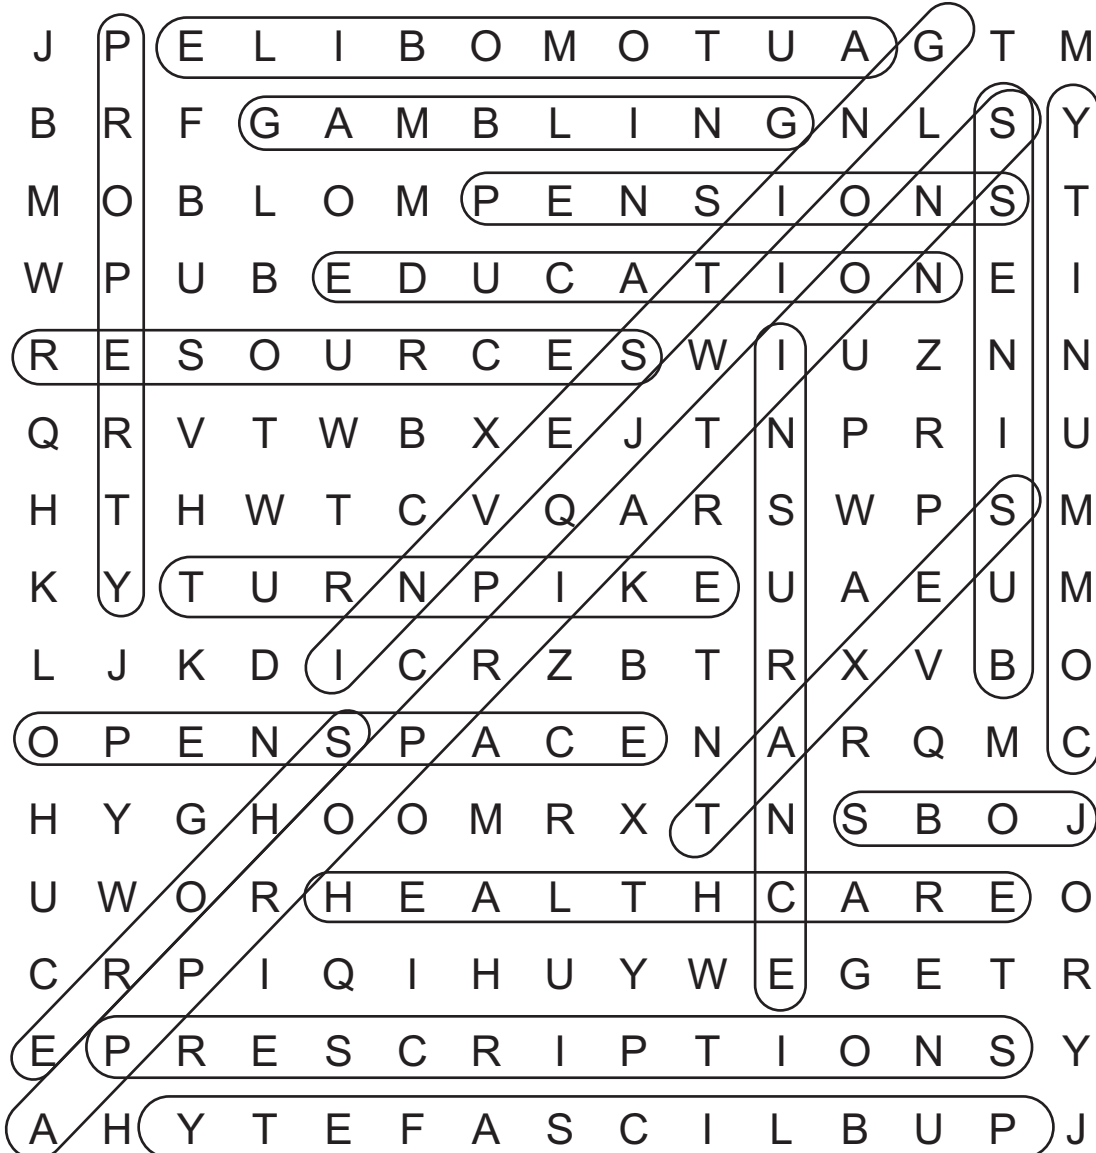 J P E L I B O M O T U A G T M
B R F G A M B L I N G N L S Y
M O B L O M P E N S I O N S T
W P U B E D U C A T I O N E I
R E S O U R C E S W I U Z N N
Q R V T W B X E J T N P R I U
H T H W T C V Q A R S W P S M
K Y T U R N P I K E U A E U M
L J K D I C R Z B T R X V B O
O P E N S P A C E N A R Q M C
H Y G H O O M R X T N S B O J
U W O R H E A L T H C A R E O
C R P I Q I H U Y W E G E T R
E P R E S C R I P T I O N S Y
A H Y T E F A S C I L B U P J